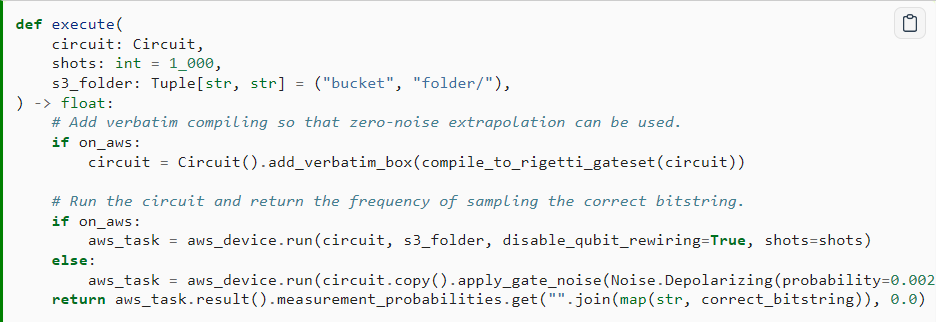 def execute(
    circuit: Circuit,
    shots: int = 1_000,
    s3_folder: Tuple[str, str] = ("bucket", "folder/"),
) -> float:
    # Add verbatim compiling so that zero-noise extrapolation can be used.
    if on_aws:
        circuit = Circuit().add_verbatim_box(compile_to_rigetti_gateset(circuit))

    # Run the circuit and return the frequency of sampling the correct bitstring.
    if on_aws:
        aws_task = aws_device.run(circuit, s3_folder, disable_qubit_rewiring=True, shots=shots)
    else:
        aws_task = aws_device.run(circuit.copy().apply_gate_noise(Noise.Depolarizing(probability=0.002
    return aws_task.result().measurement_probabilities.get("".join(map(str, correct_bitstring)), 0.0)